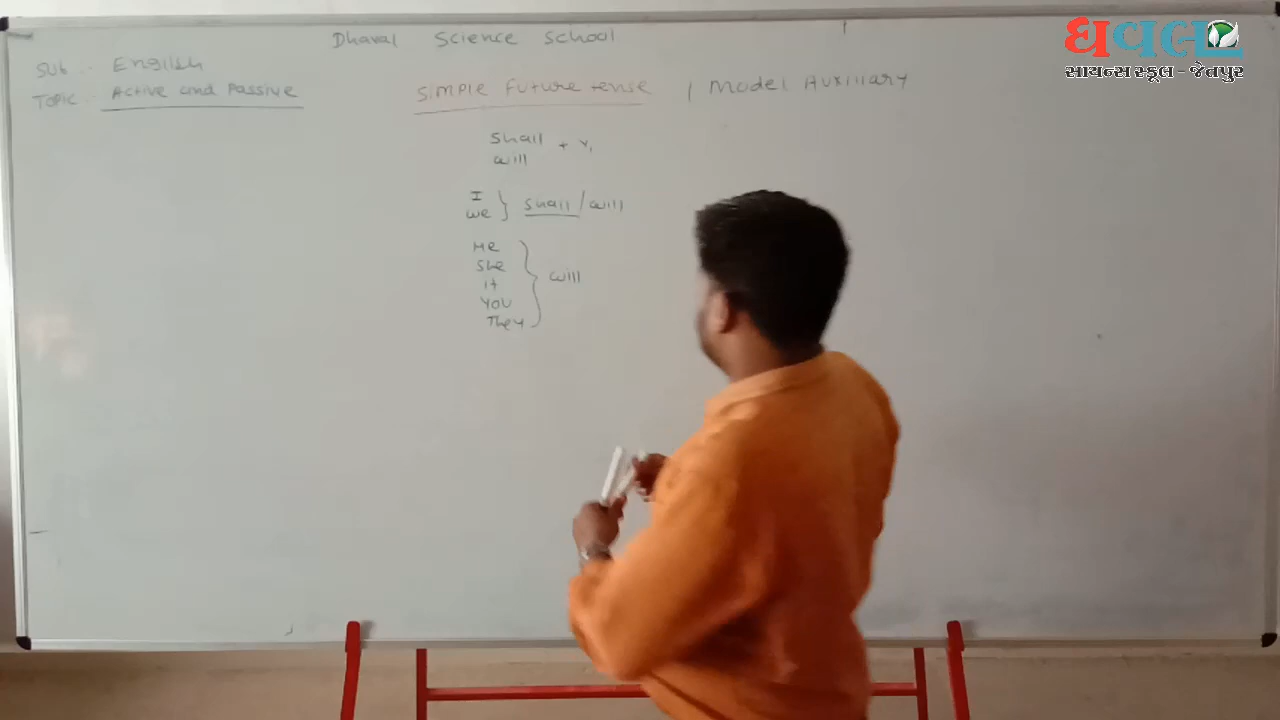 Dhaval Science School
Sub :- English
Topic :- Active and Passive
Simple Future tense / Model Auxiliary
shall
will + V1
I
we } shall / will
He
She
it
You
They } will
ધવલ
સાયન્સ સ્કૂલ - જેતપુર